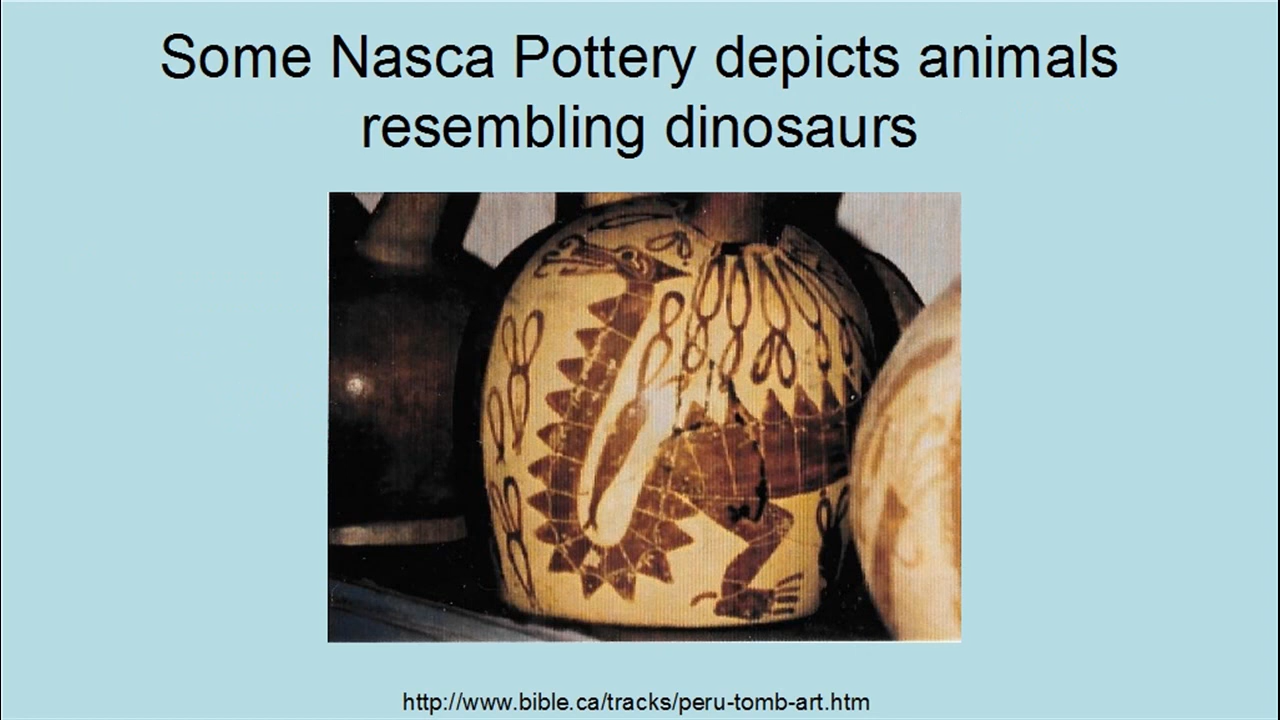 Some Nasca Pottery depicts animals
resembling dinosaurs
http://www.bible.ca/tracks/peru-tomb-art.htm